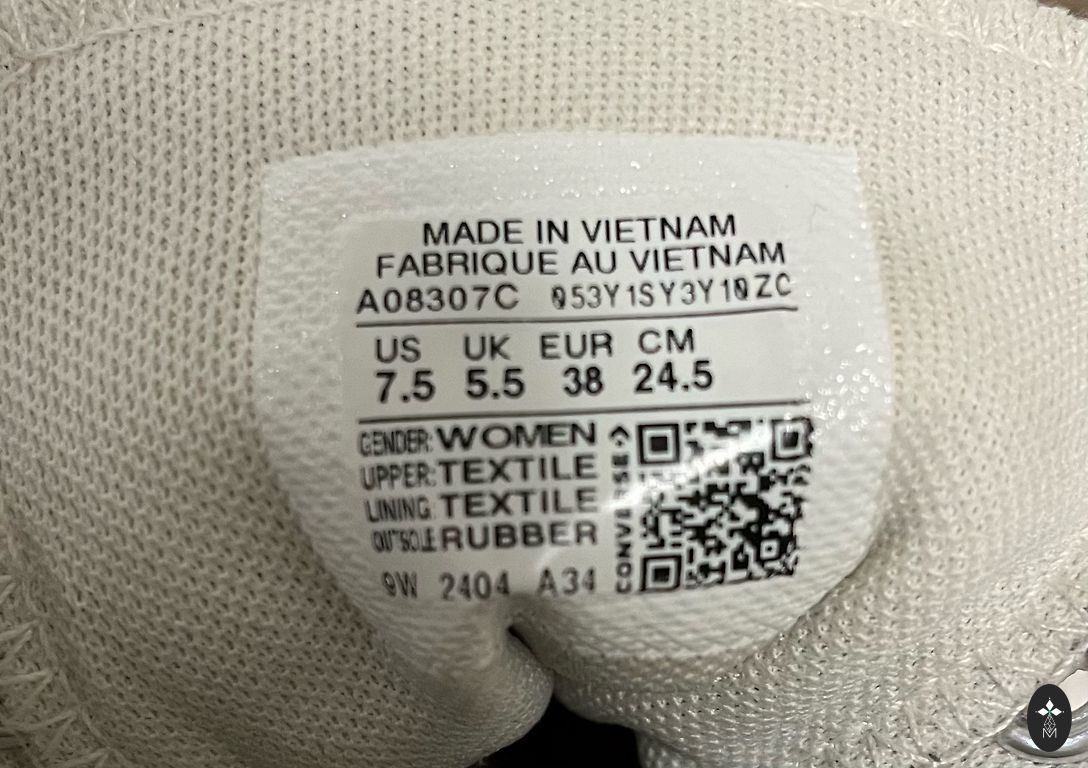 MADE IN VIETNAM
FABRIQUE AU VIETNAM
A08307C 053Y1SY3Y10ZC
US UK EUR CM
7.5 5.5 38 24.5
GENDER: WOMEN
UPPER: TEXTILE
LINING: TEXTILE
OUTSOLE: RUBBER
9W 2404 A34
CONVERSE
M